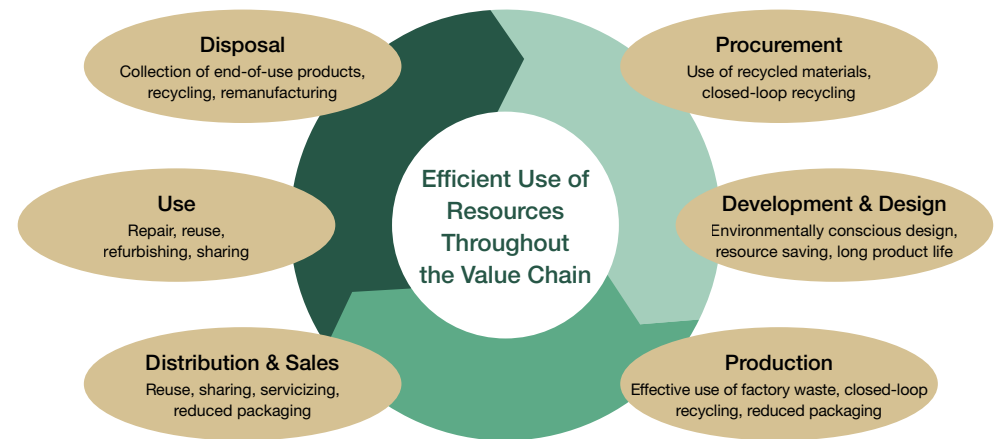 Disposal
Collection of end-of-use products,
recycling, remanufacturing
Procurement
Use of recycled materials,
closed-loop recycling
Efficient Use of
Resources
Throughout
the Value Chain
Use
Repair, reuse,
refurbishing, sharing
Development & Design
Environmentally conscious design,
resource saving, long product life
Distribution & Sales
Reuse, sharing, servicizing,
reduced packaging
Production
Effective use of factory waste, closed-loop
recycling, reduced packaging